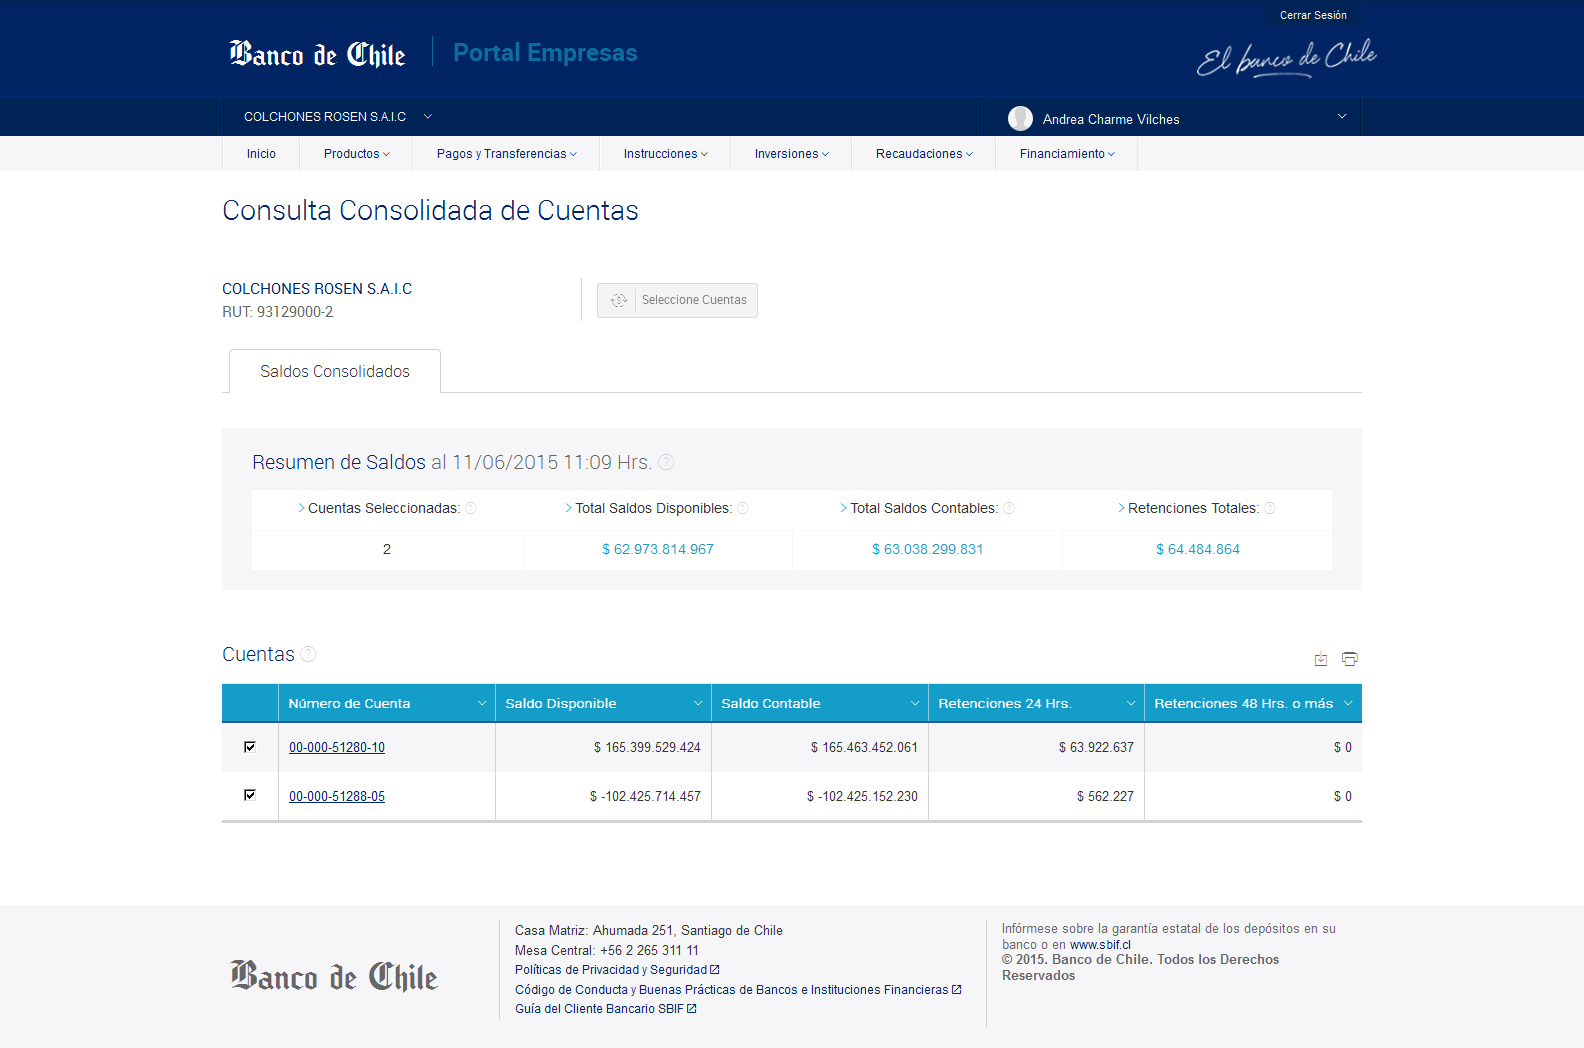 Cerrar Sesión
Banco de Chile
Portal Empresas
El banco de Chile
COLCHONES ROSEN S.A.I.C
Andrea Charme Vilches
Inicio Productos Pagos y Transferencias Instrucciones Inversiones Recaudaciones Financiamiento
Consulta Consolidada de Cuentas
COLCHONES ROSEN S.A.I.C
RUT: 93129000-2
Seleccione Cuentas
Saldos Consolidados
Resumen de Saldos al 11/06/2015 11:09 Hrs. ?
Cuentas Seleccionadas: ? Total Saldos Disponibles: ? Total Saldos Contables: ? Retenciones Totales: ?
2 $ 62.973.814.967 $ 63.038.299.831 $ 64.484.864
Cuentas ?
Número de Cuenta Saldo Disponible Saldo Contable Retenciones 24 Hrs. Retenciones 48 Hrs. o más
00-000-51280-10 $ 165.399.529.424 $ 165.463.452.061 $ 63.922.637 $ 0
00-000-51288-05 $ -102.425.714.457 $ -102.425.152.230 $ 562.227 $ 0
Banco de Chile
Casa Matriz: Ahumada 251, Santiago de Chile
Mesa Central: +56 2 265 311 11
Políticas de Privacidad y Seguridad
Código de Conducta y Buenas Prácticas de Bancos e Instituciones Financieras
Guía del Cliente Bancario SBIF
Infórmese sobre la garantía estatal de los depósitos en su
banco o en www.sbif.cl
© 2015. Banco de Chile. Todos los Derechos
Reservados